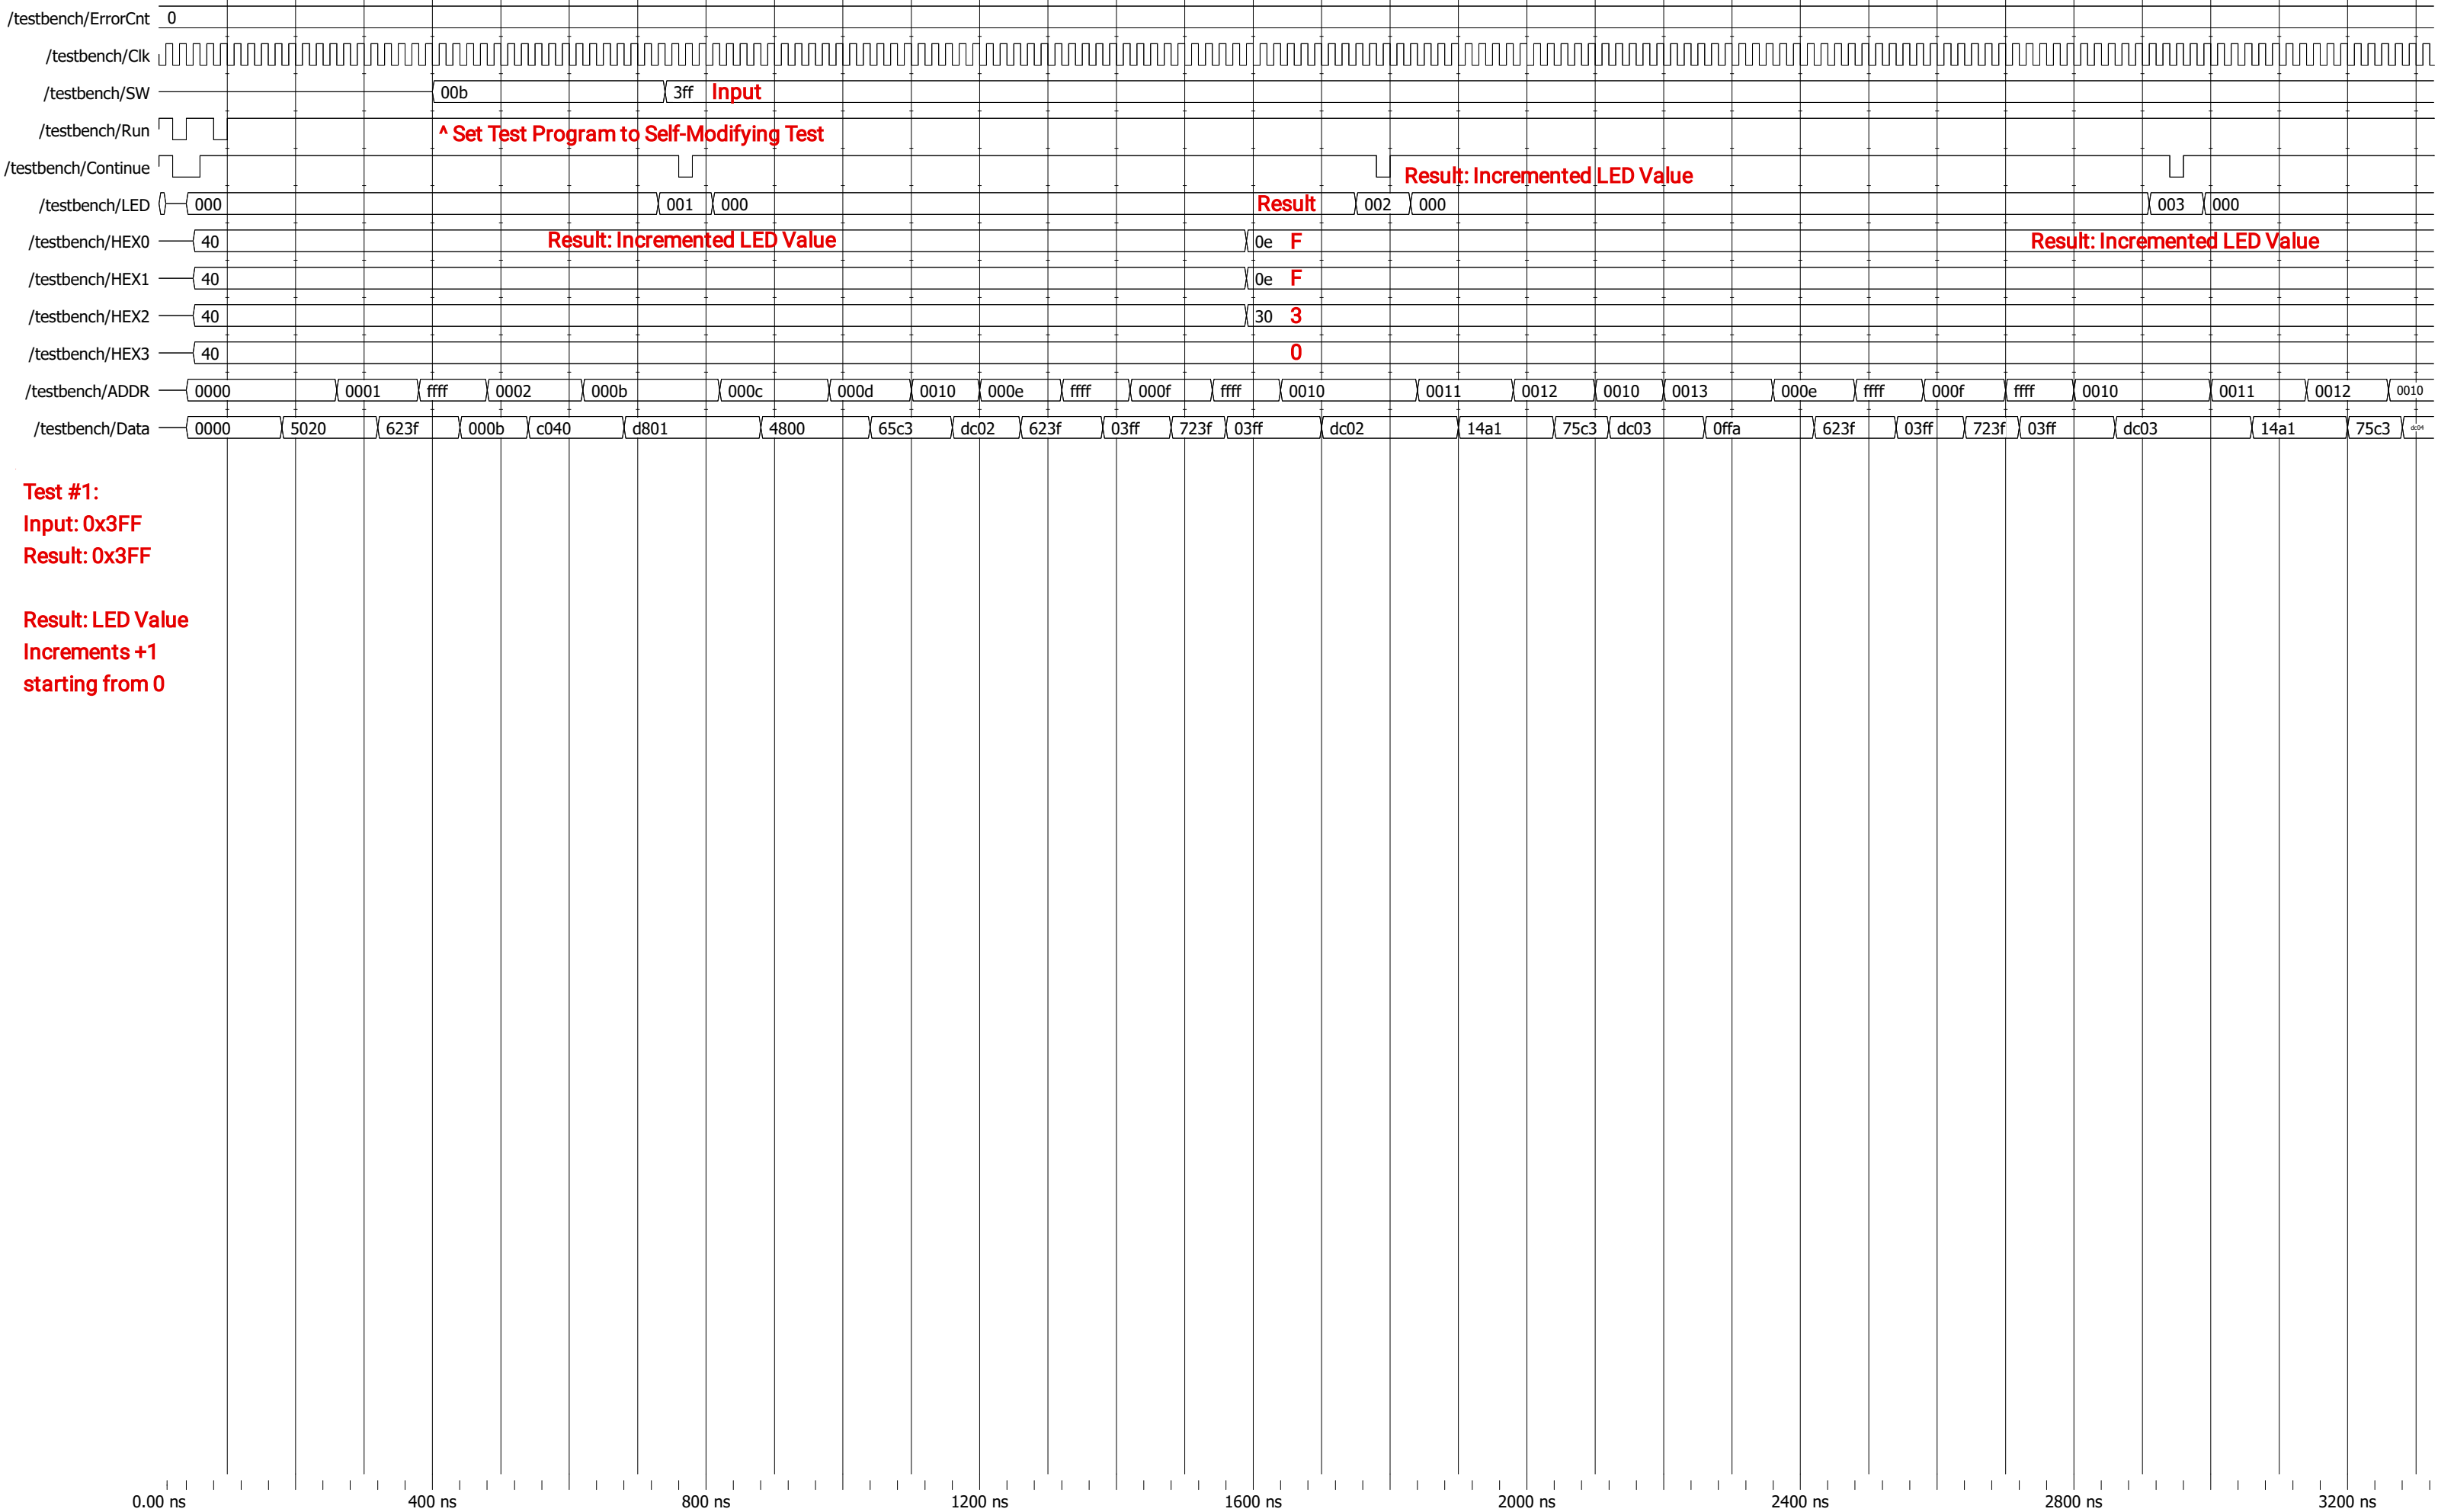 /testbench/ErrorCnt 0
/testbench/Clk
/testbench/SW 00b 3ff Input
/testbench/Run ^ Set Test Program to Self-Modifying Test
/testbench/Continue Result: Incremented LED Value
/testbench/LED 000 001 000 Result 002 000 003 000
/testbench/HEX0 40 Result: Incremented LED Value 0e F Result: Incremented LED Value
/testbench/HEX1 40 0e F
/testbench/HEX2 40 30 3
/testbench/HEX3 40 0
/testbench/ADDR 0000 0001 ffff 0002 000b 000c 000d 0010 000e ffff 000f ffff 0010 0011 0012 0010 0013 000e ffff 000f ffff 0010 0011 0012 0010
/testbench/Data 0000 5020 623f 000b c040 d801 4800 65c3 dc02 623f 03ff 723f 03ff dc02 14a1 75c3 dc03 0ffa 623f 03ff 723f 03ff dc03 14a1 75c3 dc04
Test #1:
Input: 0x3FF
Result: 0x3FF
Result: LED Value
Increments +1
starting from 0
0.00 ns 400 ns 800 ns 1200 ns 1600 ns 2000 ns 2400 ns 2800 ns 3200 ns